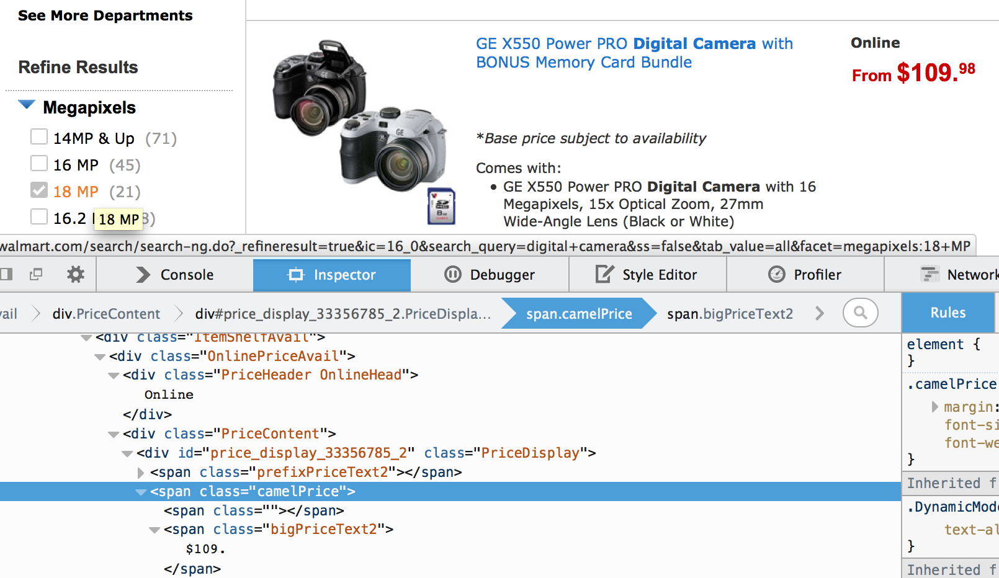 See More Departments
Refine Results
Megapixels
14MP & Up (71)
16 MP (45)
18 MP (21)
16.2
8)
18 MP
GE
GE
8GB
GE X550 Power PRO Digital Camera with
BONUS Memory Card Bundle
Online
From $109.98
*Base price subject to availability
Comes with:
• GE X550 Power PRO Digital Camera with 16
Megapixels, 15x Optical Zoom, 27mm
Wide-Angle Lens (Black or White)
walmart.com/search/search-ng.do?_refineresult=true&ic=16_0&search_query=digital+camera&ss=false&tab_value=all&facet=megapixels:18+MP
Console
Inspector
Debugger
Style Editor
Profiler
Network
vail
div.PriceContent
div#price_display_33356785_2.PriceDispla...
span.camelPrice
span.bigPriceText2
Rules
<div class="ItemShelfAvail">
<div class="OnlinePriceAvail">
<div class="PriceHeader OnlineHead">
Online
</div>
<div class="PriceContent">
<div id="price_display_33356785_2" class="PriceDisplay">
<span class="prefixPriceText2"></span>
<span class="camelPrice">
<span class=""></span>
<span class="bigPriceText2">
$109.
</span>
element {
}
.camelPrice
margin:
font-si
font-we
}
Inherited f
.DynamicMode
text-al
}
Inherited f